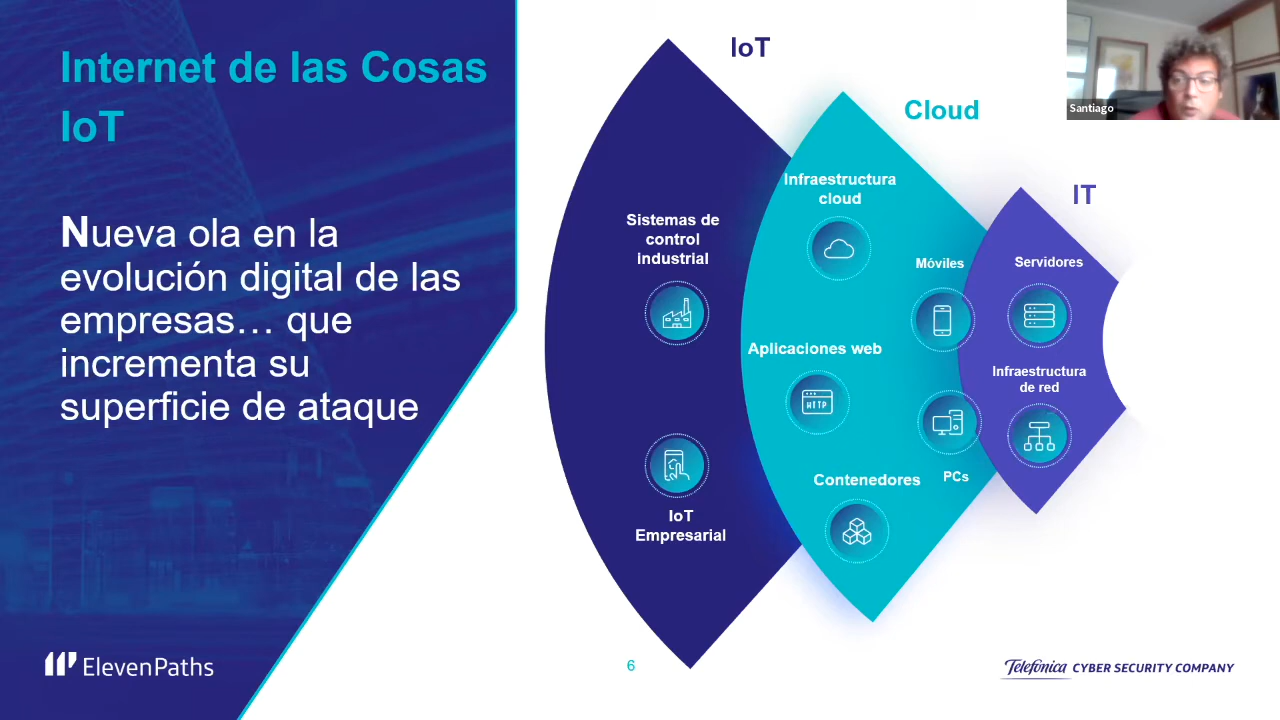 Internet de las Cosas
IoT
Nueva ola en la
evolución digital de las
empresas… que
incrementa su
superficie de ataque
ElevenPaths
IoT
Cloud
IT
Sistemas de
control
industrial
IoT
Empresarial
Infraestructura
cloud
Aplicaciones web
HTTP
Contenedores
Móviles
PCs
Servidores
Infraestructura
de red
Santiago
6
Telefónica CYBER SECURITY COMPANY